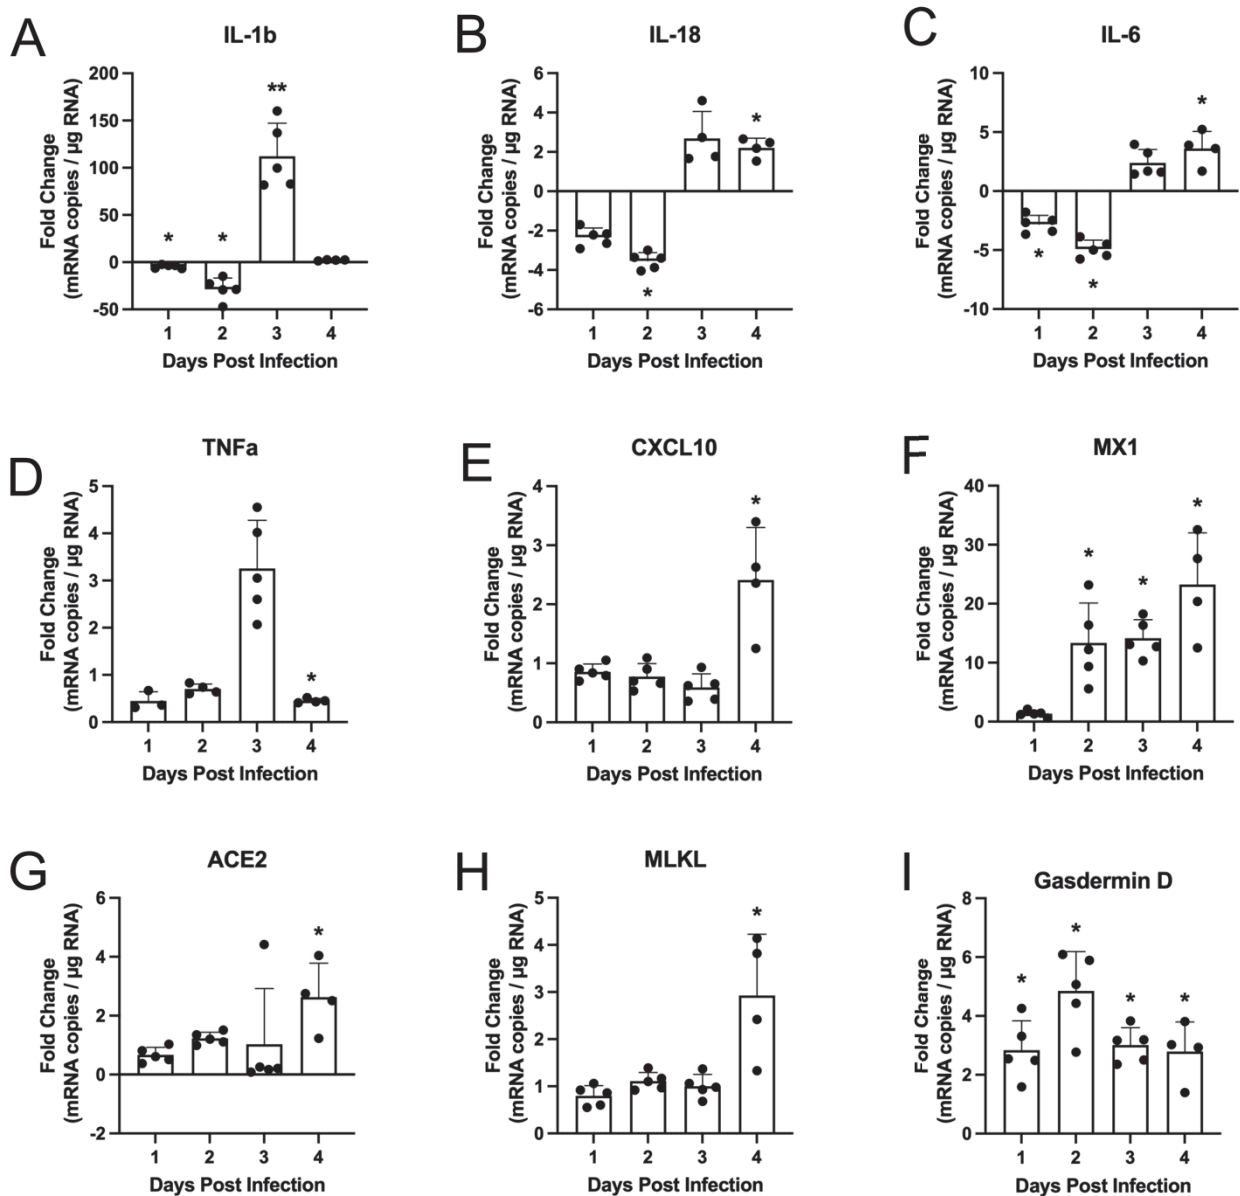 A
IL-1b
Fold Change
(mRNA copies / µg RNA)
200
150
100
50
0
-50
*
*
**
1 2 3 4
Days Post Infection
B
IL-18
Fold Change
(mRNA copies / µg RNA)
6
4
2
0
-2
-4
-6
*
*
1 2 3 4
Days Post Infection
C
IL-6
Fold Change
(mRNA copies / µg RNA)
10
5
0
-5
-10
*
*
*
1 2 3 4
Days Post Infection
D
TNFa
Fold Change
(mRNA copies / µg RNA)
5
4
3
2
1
0
*
1 2 3 4
Days Post Infection
E
CXCL10
Fold Change
(mRNA copies / µg RNA)
4
3
2
1
0
*
1 2 3 4
Days Post Infection
F
MX1
Fold Change
(mRNA copies / µg RNA)
40
30
20
10
0
*
*
*
1 2 3 4
Days Post Infection
G
ACE2
Fold Change
(mRNA copies / µg RNA)
6
4
2
0
-2
*
1 2 3 4
Days Post Infection
H
MLKL
Fold Change
(mRNA copies / µg RNA)
5
4
3
2
1
0
*
1 2 3 4
Days Post Infection
I
Gasdermin D
Fold Change
(mRNA copies / µg RNA)
8
6
4
2
0
*
*
*
*
1 2 3 4
Days Post Infection